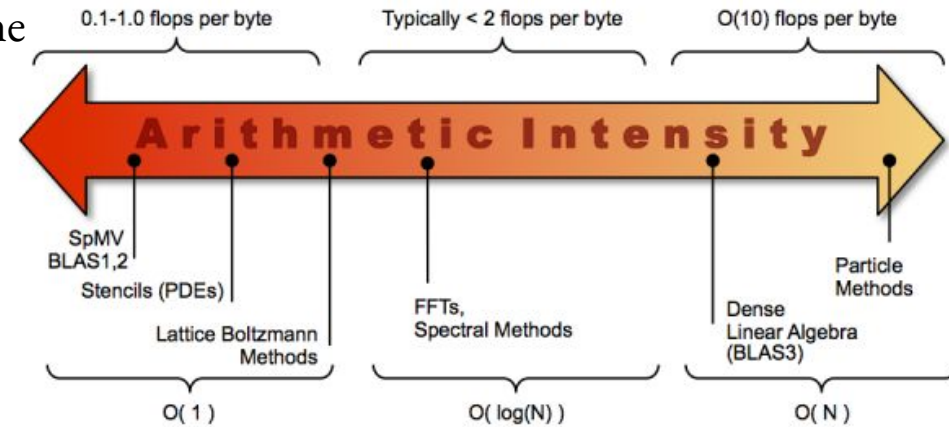 ne
0.1-1.0 flops per byte
Typically < 2 flops per byte
O(10) flops per byte
Arithmetic Intensity
SpMV
BLAS1,2
Stencils (PDEs)
Lattice Boltzmann
Methods
FFTs,
Spectral Methods
Dense
Linear Algebra
(BLAS3)
Particle
Methods
O( 1 )
O( log(N) )
O( N )